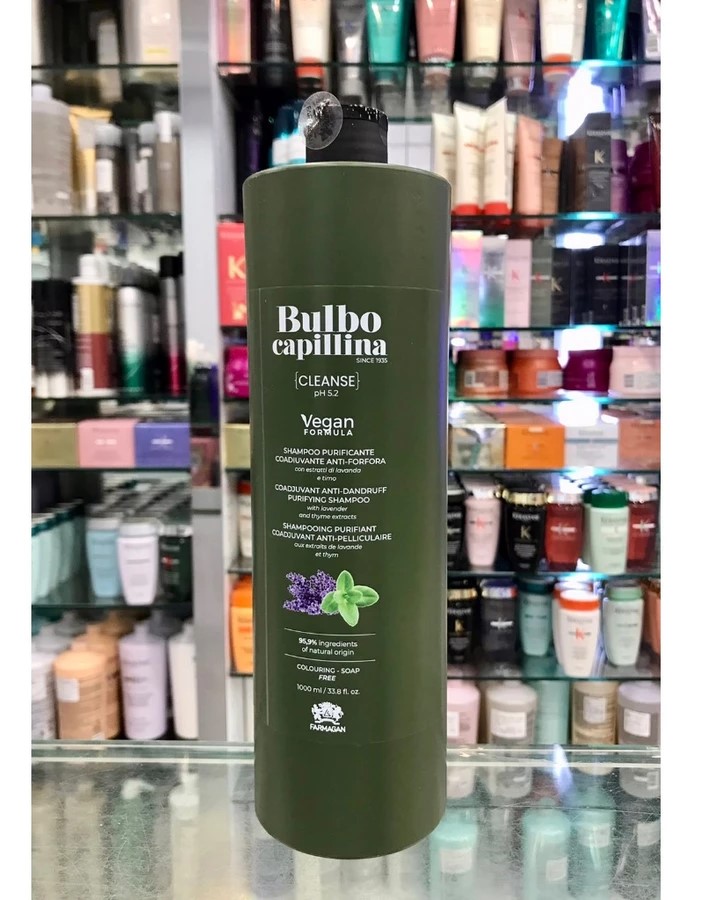 Bulbo
capillina
SINCE 1935
{CLEANSE}
pH 5.2
Vegan
FORMULA
SHAMPOO PURIFICANTE
COADIUVANTE ANTI-FORFORA
con estratti di lavanda
e timo
COADJUVANT ANTI-DANDRUFF
PURIFYING SHAMPOO
with lavender
and thyme extracts
SHAMPOOING PURIFIANT
COADJUVANT ANTI-PELLICULAIRE
aux extraits de lavande
et thym
95,9% ingredients
of natural origin
COLOURING - SOAP
FREE
1000 ml / 33.8 fl. oz.
FARMAGAN